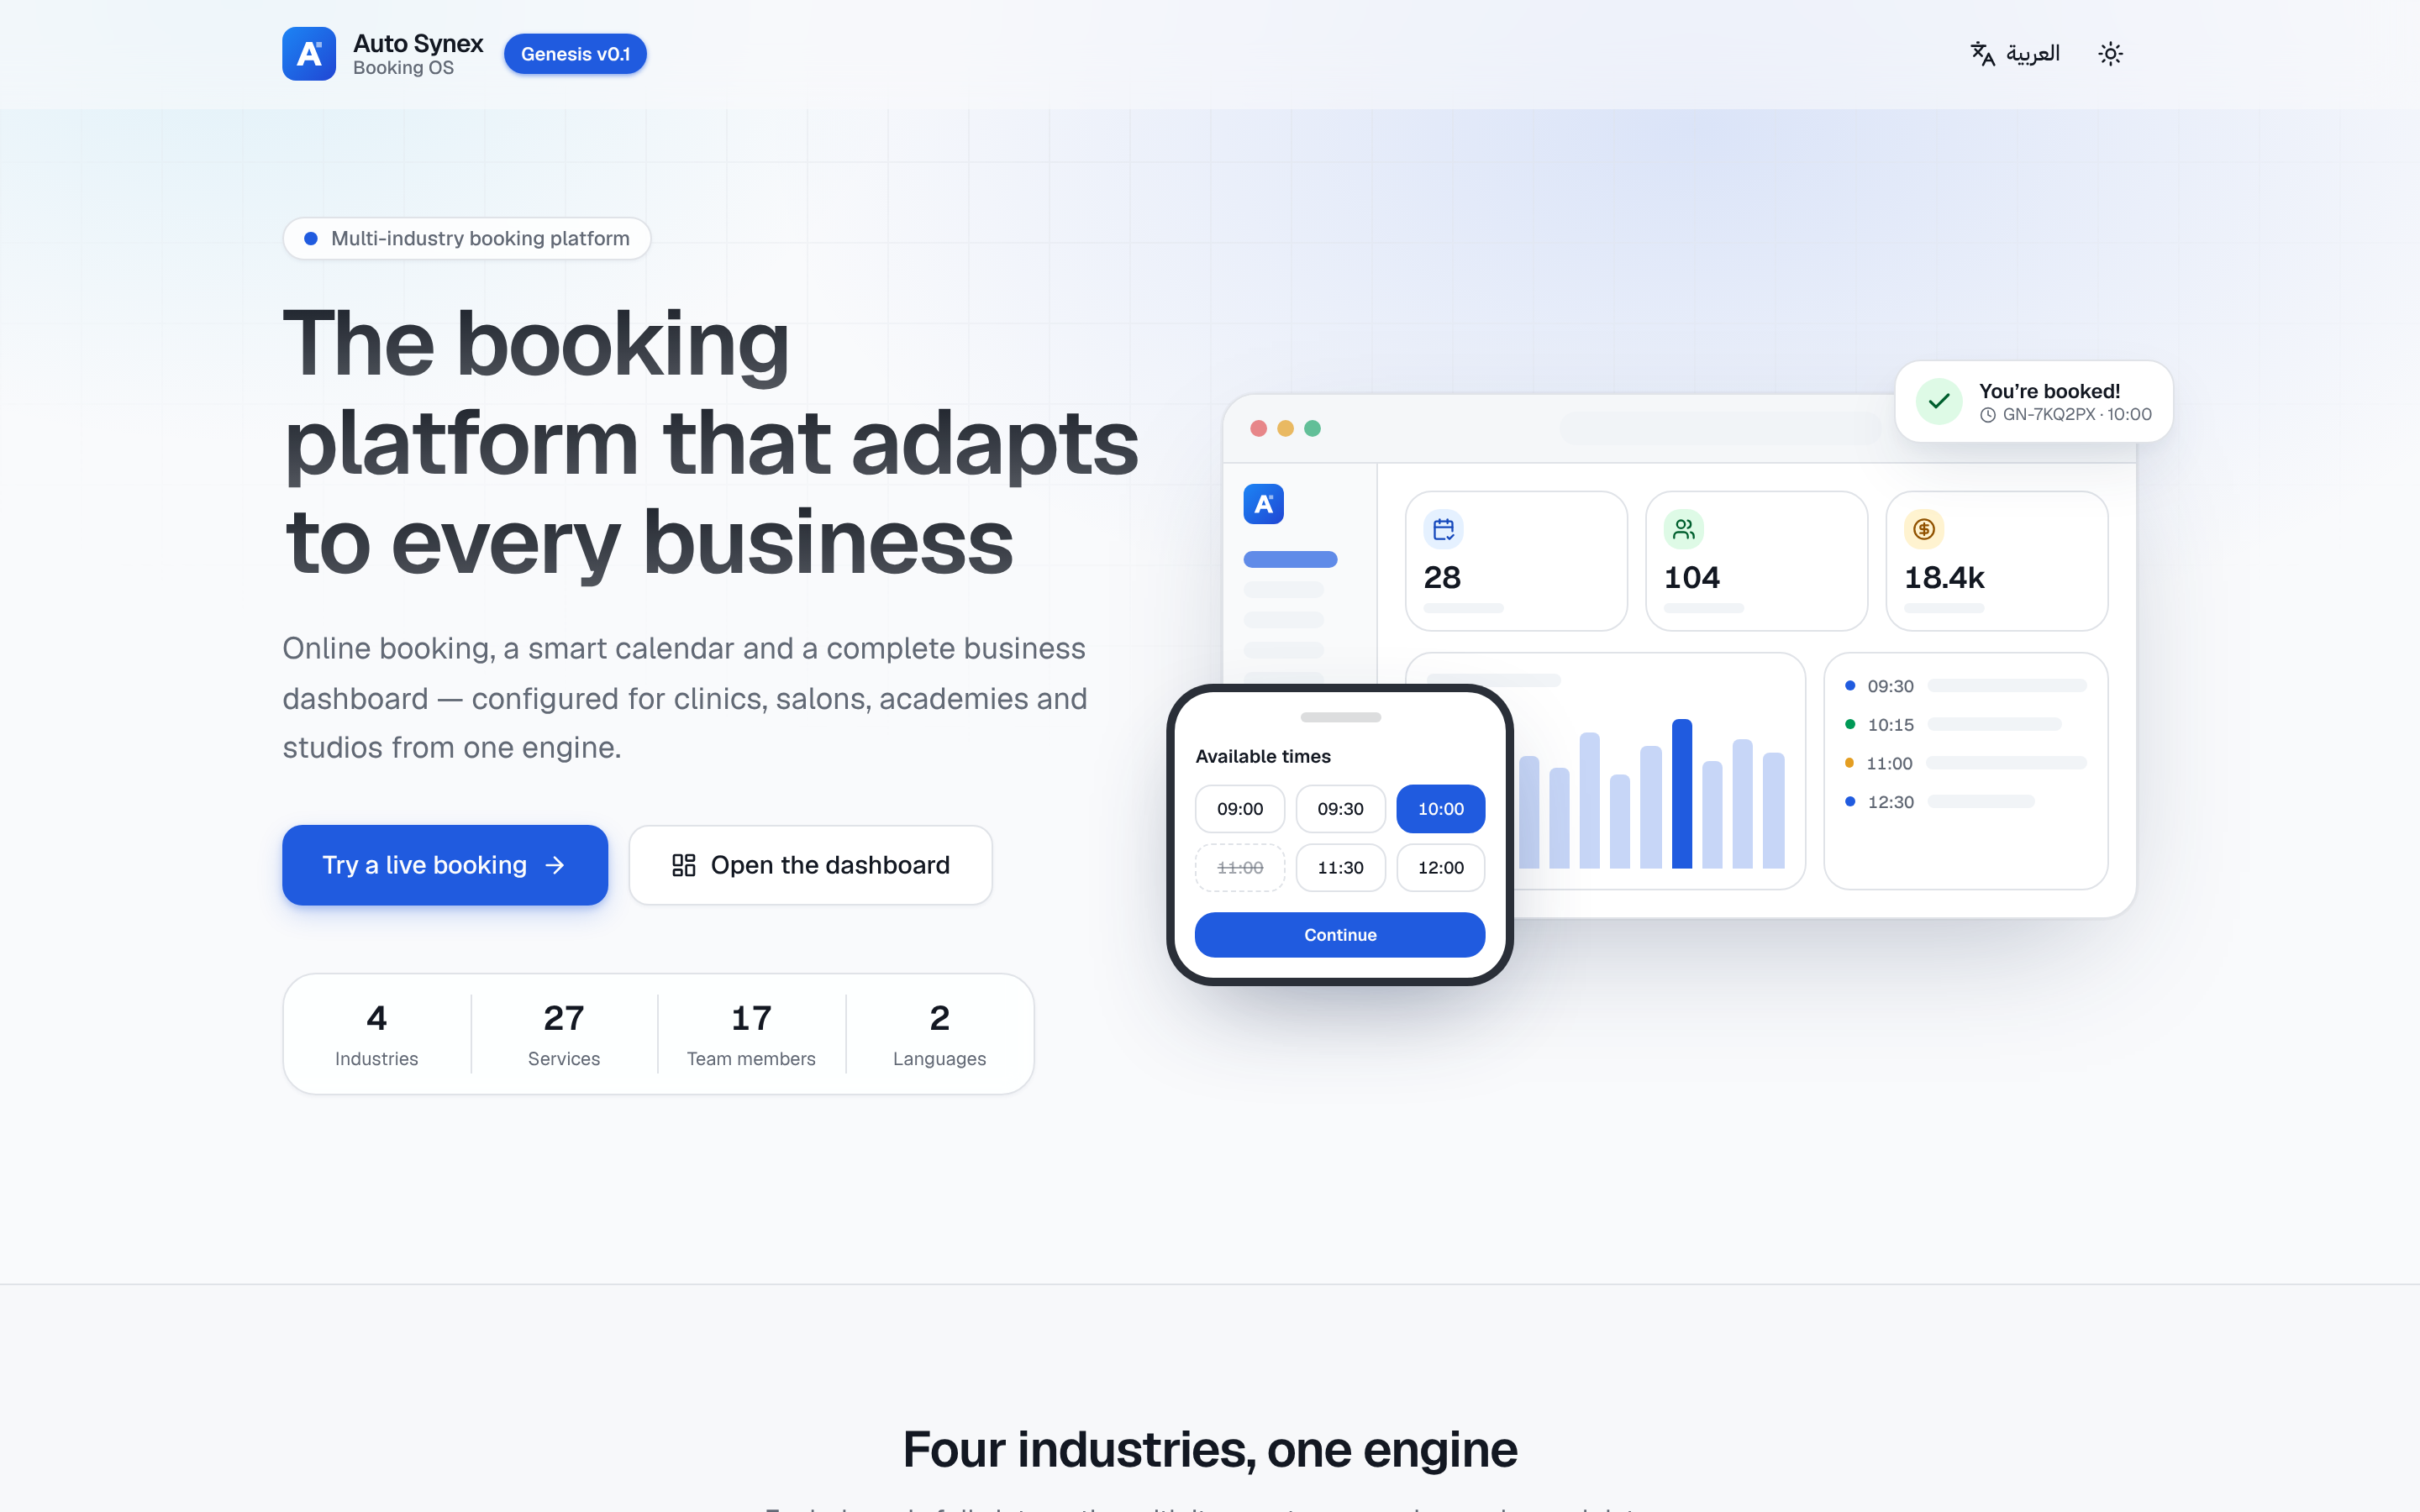 Auto Synex
Booking OS
Genesis v0.1
العربية
Multi-industry booking platform
The booking
platform that adapts
to every business
Online booking, a smart calendar and a complete business
dashboard — configured for clinics, salons, academies and
studios from one engine.
Try a live booking
Open the dashboard
4
Industries
27
Services
17
Team members
2
Languages
You're booked!
GN-7KQ2PX · 10:00
28
104
18.4k
09:30
10:15
11:00
12:30
Available times
09:00 09:30 10:00
11:00 11:30 12:00
Continue
Four industries, one engine